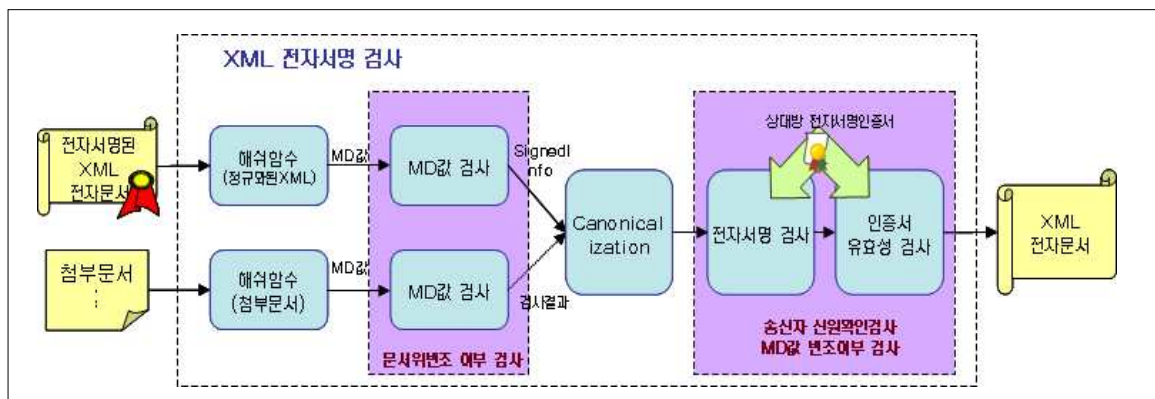 XML 전자서명 검사
전자서명된
XML
전자문서
해쉬함수
(정규화된XML)
MD값
MD값 검사
SignedI
nfo
첨부문서
:
해쉬함수
(첨부문서)
MD값
MD값 검사
검사결과
문서위변조 여부 검사
Canonical
ization
상대방 전자서명인증서
전자서명 검사
인증서
유효성 검사
송신자 신원확인검사
MD값 변조여부 검사
XML
전자문서